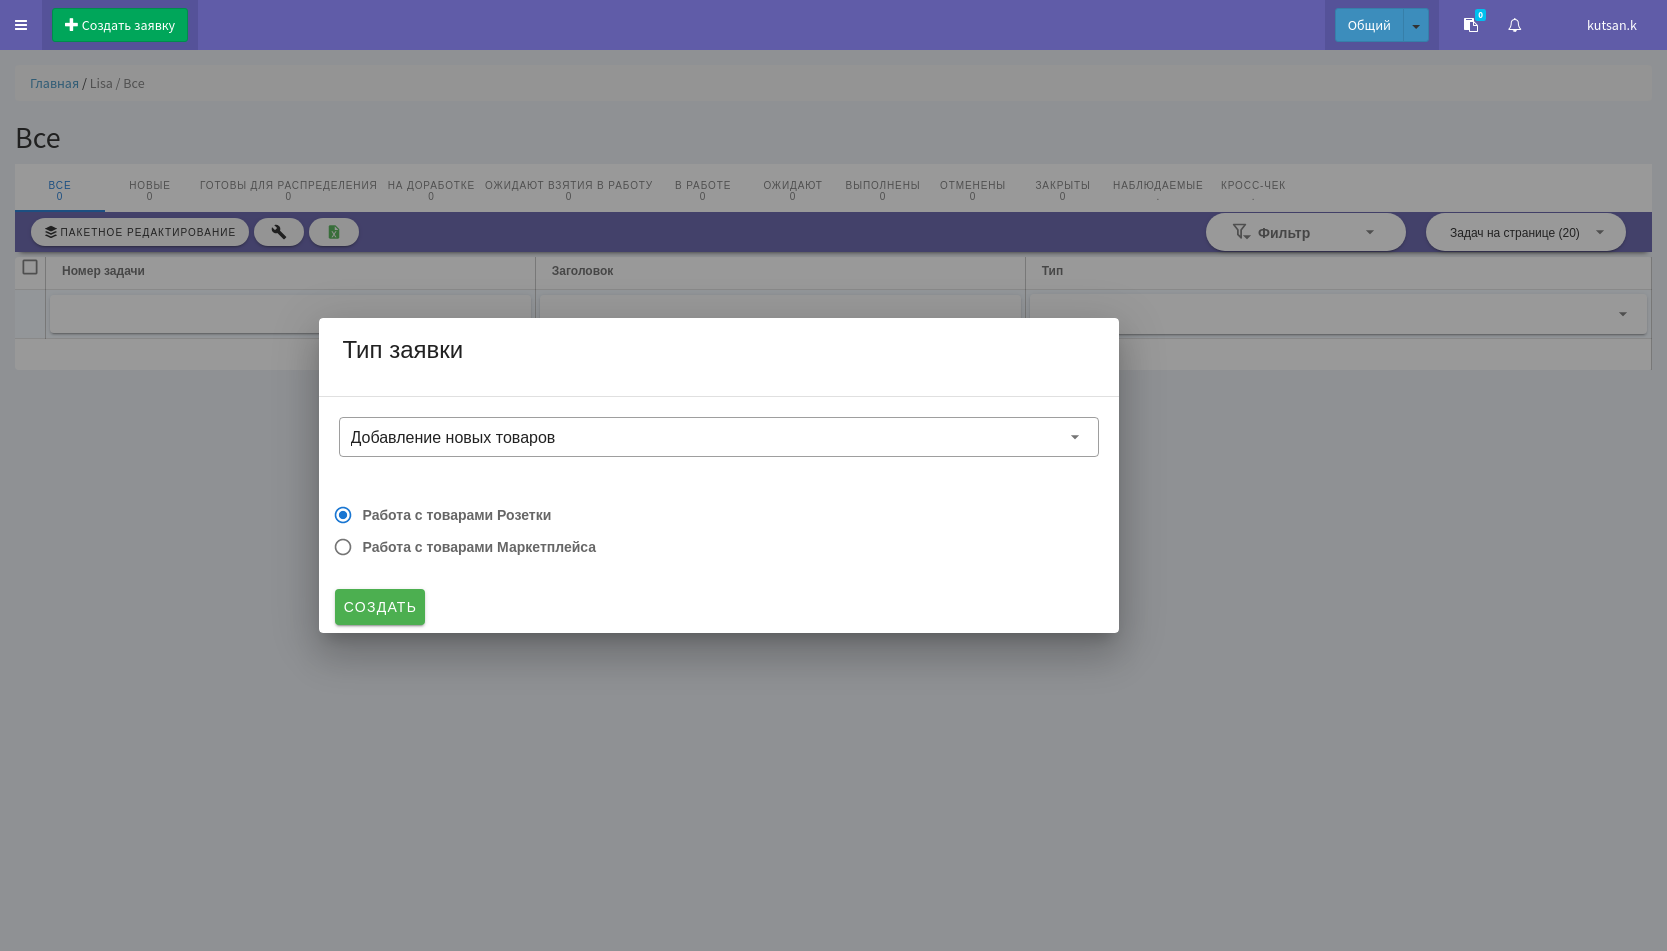 Создать заявку
Общий
0
kutsan.k
Главная / Lisa / Все
Все
ВСЕ НОВЫЕ ГОТОВЫ ДЛЯ РАСПРЕДЕЛЕНИЯ НА ДОРАБОТКЕ ОЖИДАЮТ ВЗЯТИЯ В РАБОТУ В РАБОТЕ ОЖИДАЮТ ВЫПОЛНЕНЫ ОТМЕНЕНЫ ЗАКРЫТЫ НАБЛЮДАЕМЫЕ КРОСС-ЧЕК
0 0 0 0 0 0 0 0 0 0 . .
ПАКЕТНОЕ РЕДАКТИРОВАНИЕ
Фильтр
Задач на странице (20)
Номер задачи Заголовок Тип
Тип заявки
Добавление новых товаров
Работа с товарами Розетки
Работа с товарами Маркетплейса
СОЗДАТЬ